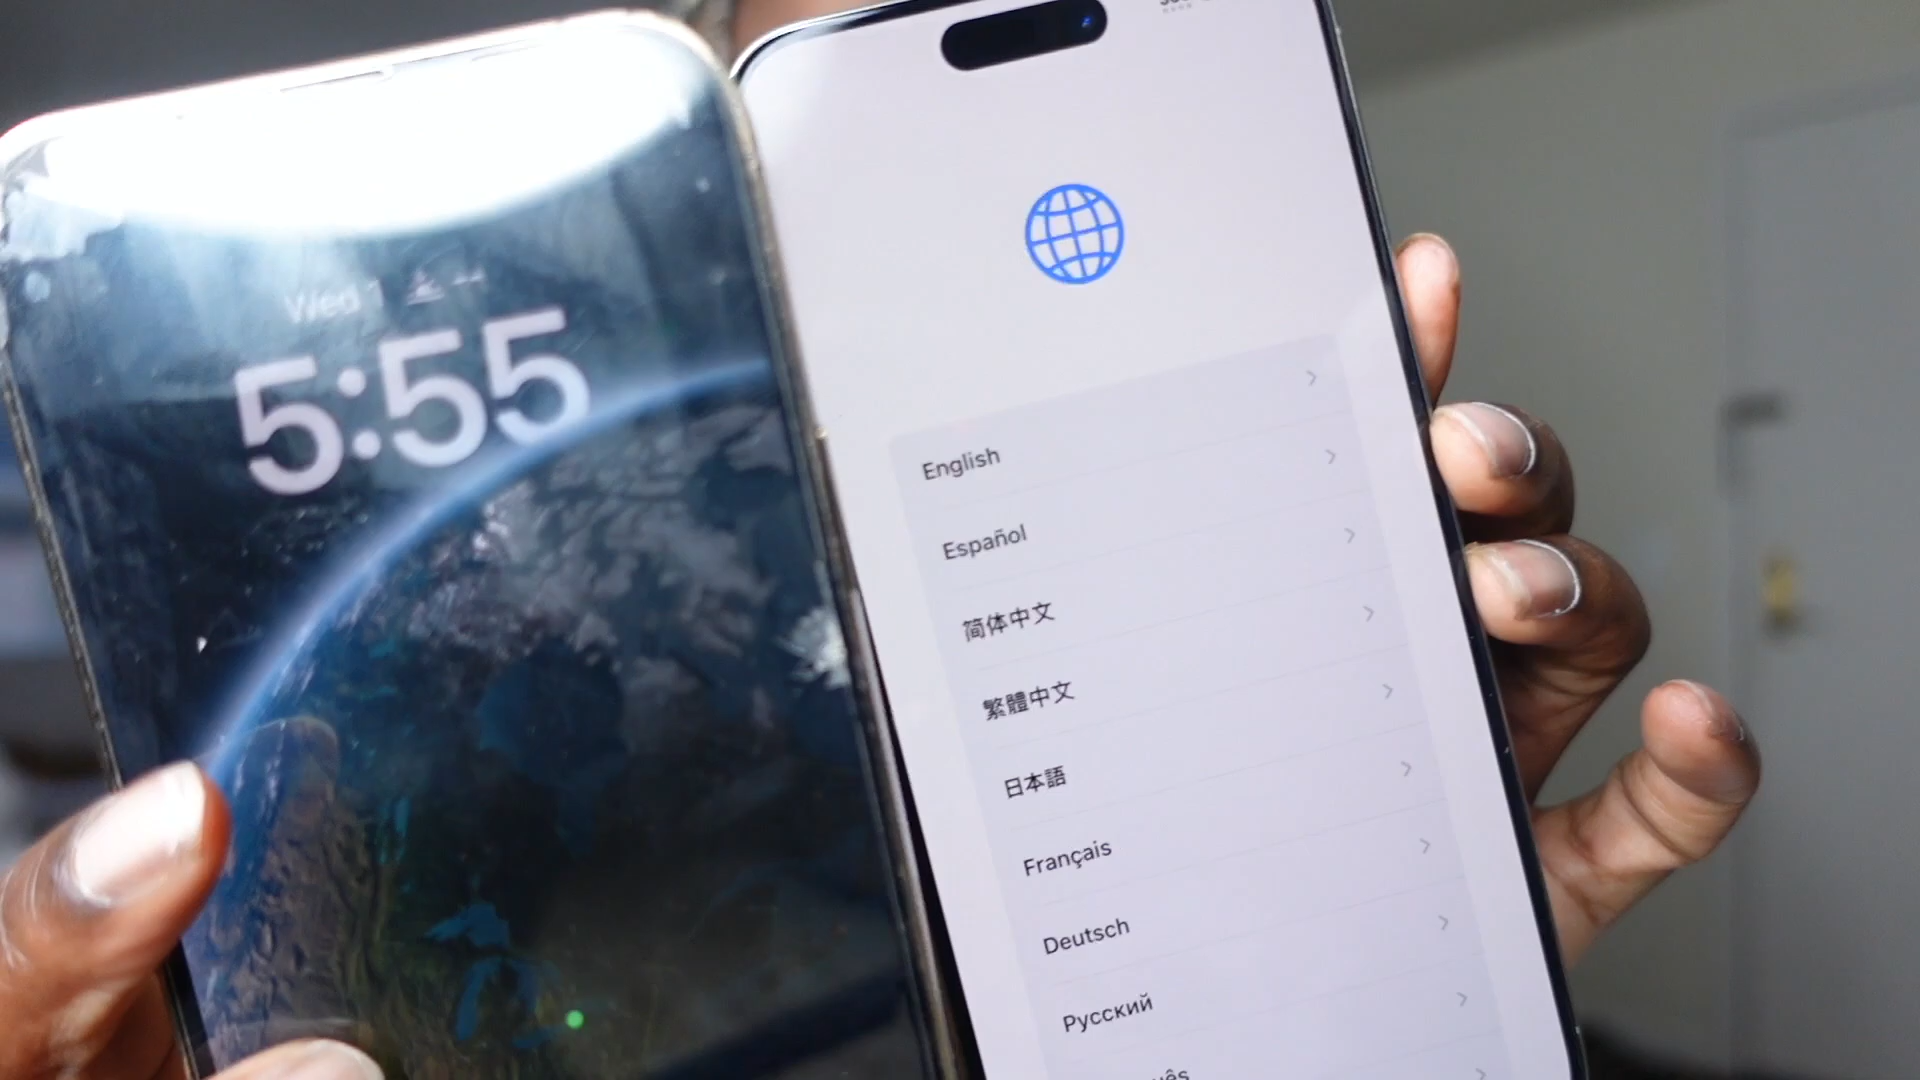 Wed 1
5:55
English
Español
简体中文
繁體中文
日本語
Français
Deutsch
Русский